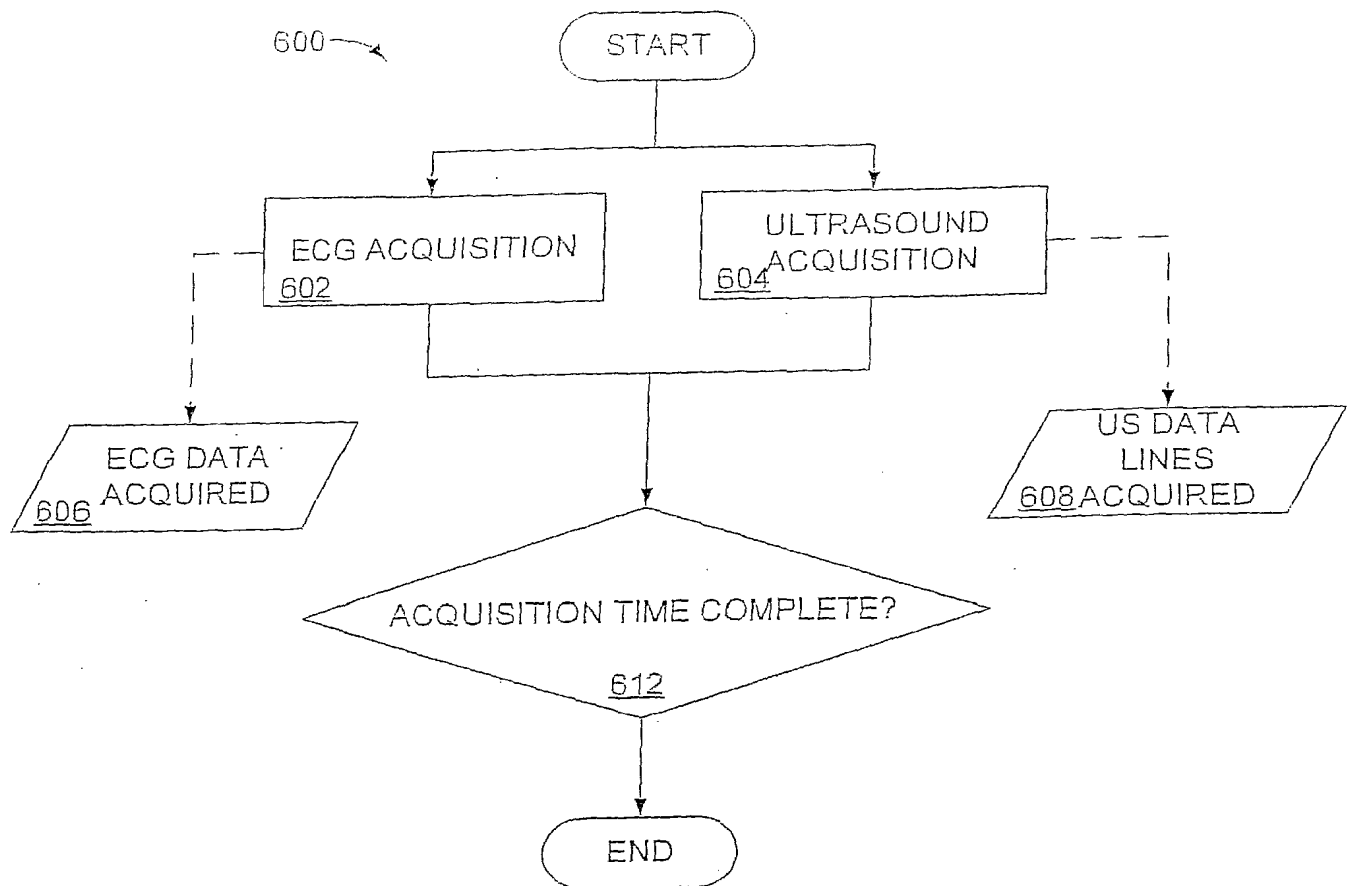 600
START
ECG ACQUISITION
602
ULTRASOUND
ACQUISITION
604
ECG DATA
ACQUIRED
606
US DATA
LINES
ACQUIRED
608
ACQUISITION TIME COMPLETE?
612
END